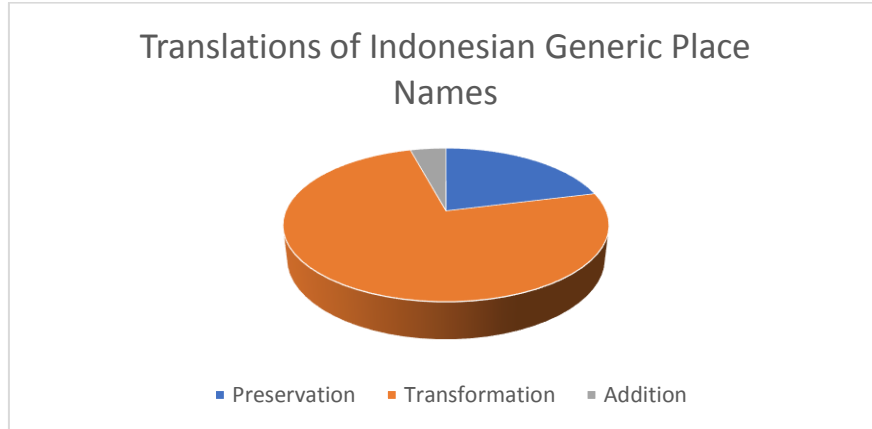 Translations of Indonesian Generic Place
Names
Preservation Transformation Addition